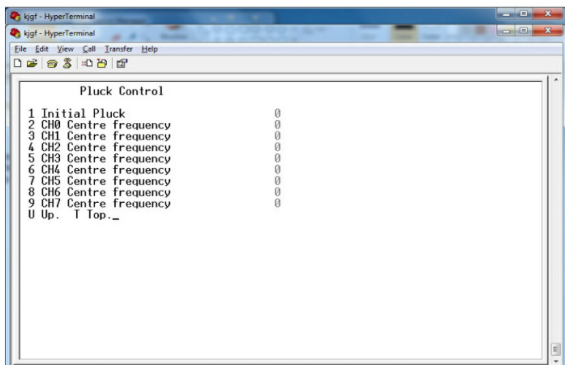 kjgf - HyperTerminal
kjgf - HyperTerminal
File Edit View Call Transfer Help
Pluck Control
1 Initial Pluck 0
2 CH0 Centre frequency 0
3 CH1 Centre frequency 0
4 CH2 Centre frequency 0
5 CH3 Centre frequency 0
6 CH4 Centre frequency 0
7 CH5 Centre frequency 0
8 CH6 Centre frequency 0
9 CH7 Centre frequency 0
U Up. T Top._